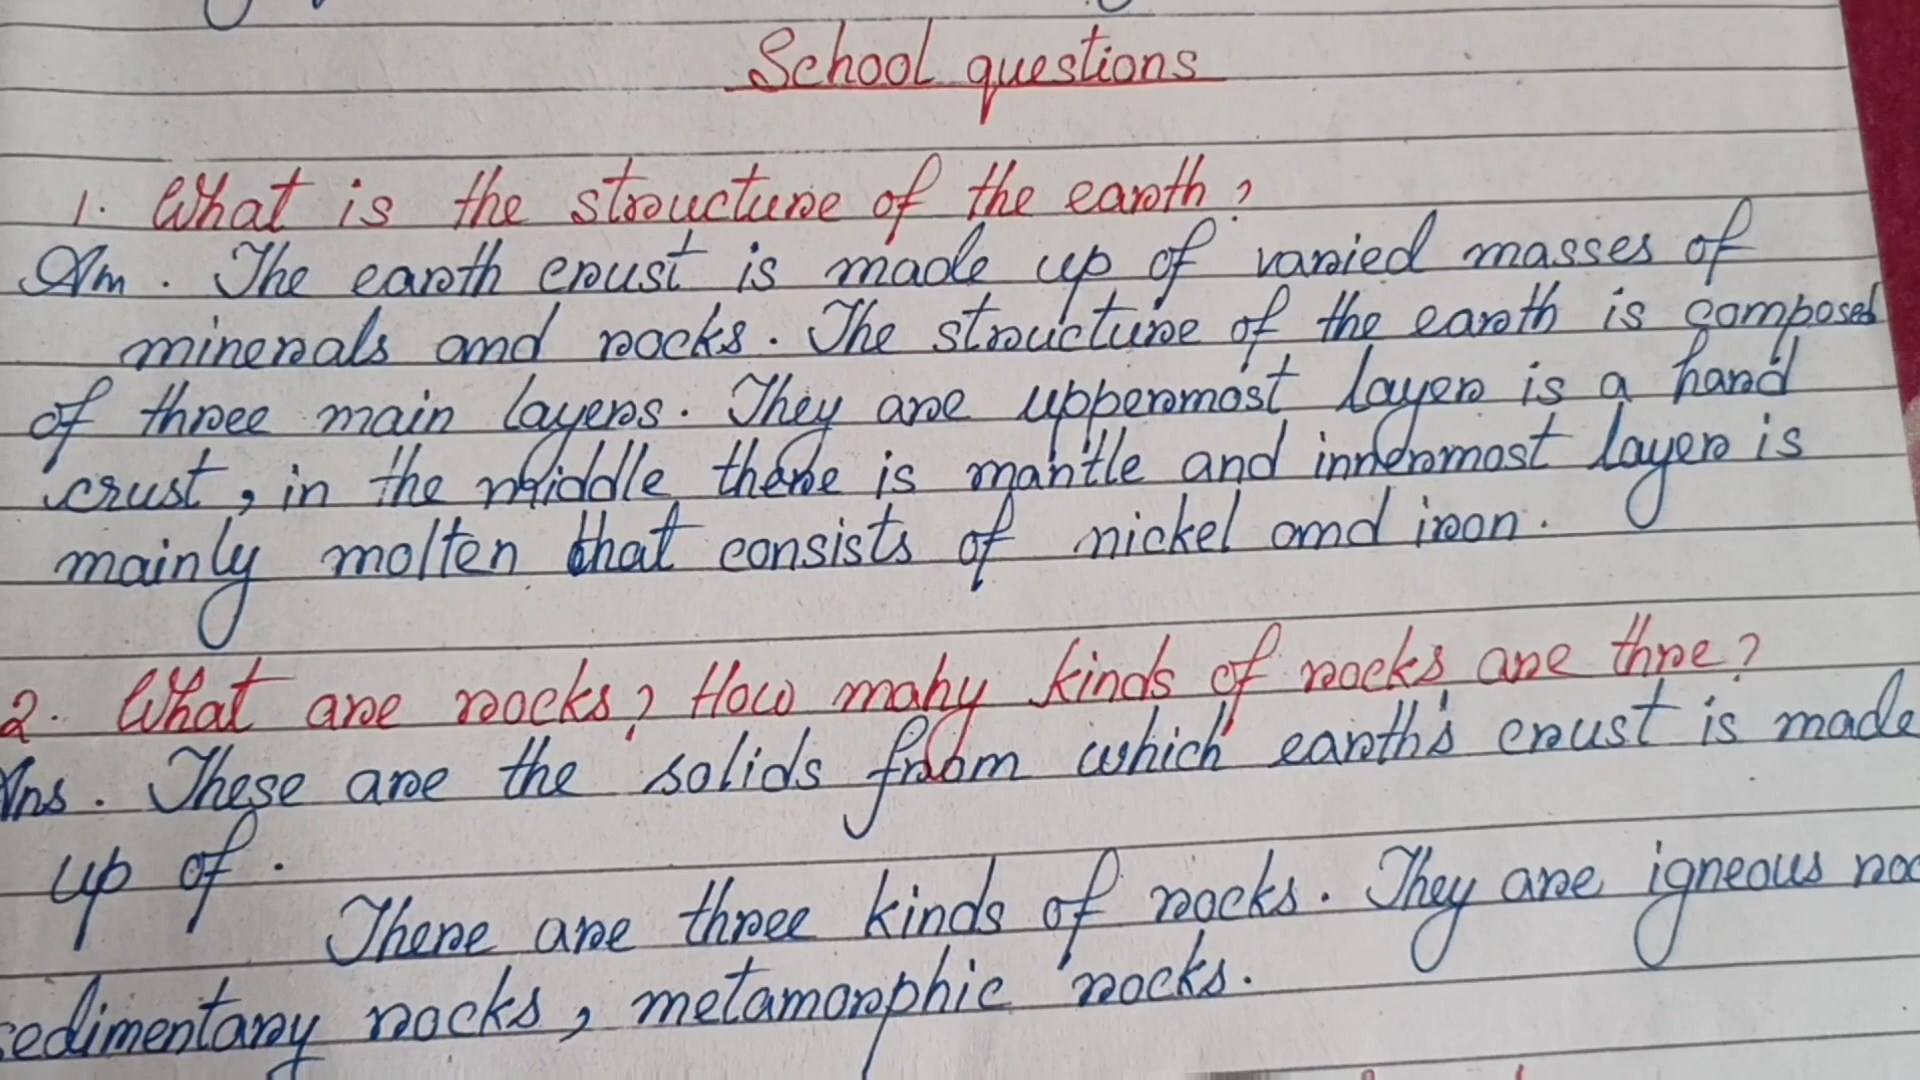 School questions
1. What is the structure of the earth?
Ans. The earth crust is made up of varied masses of
minerals and rocks. The structure of the earth is composed
of three main layers. They are uppermost layer is a hard
crust, in the middle there is mantle and innermost layer is
mainly molten that consists of nickel and iron.
2. What are rocks? How many kinds of rocks are thre?
Ans. These are the solids from which earth's crust is made
up of.
There are three kinds of rocks. They are igneous
sedimentary rocks, metamorphic rocks.